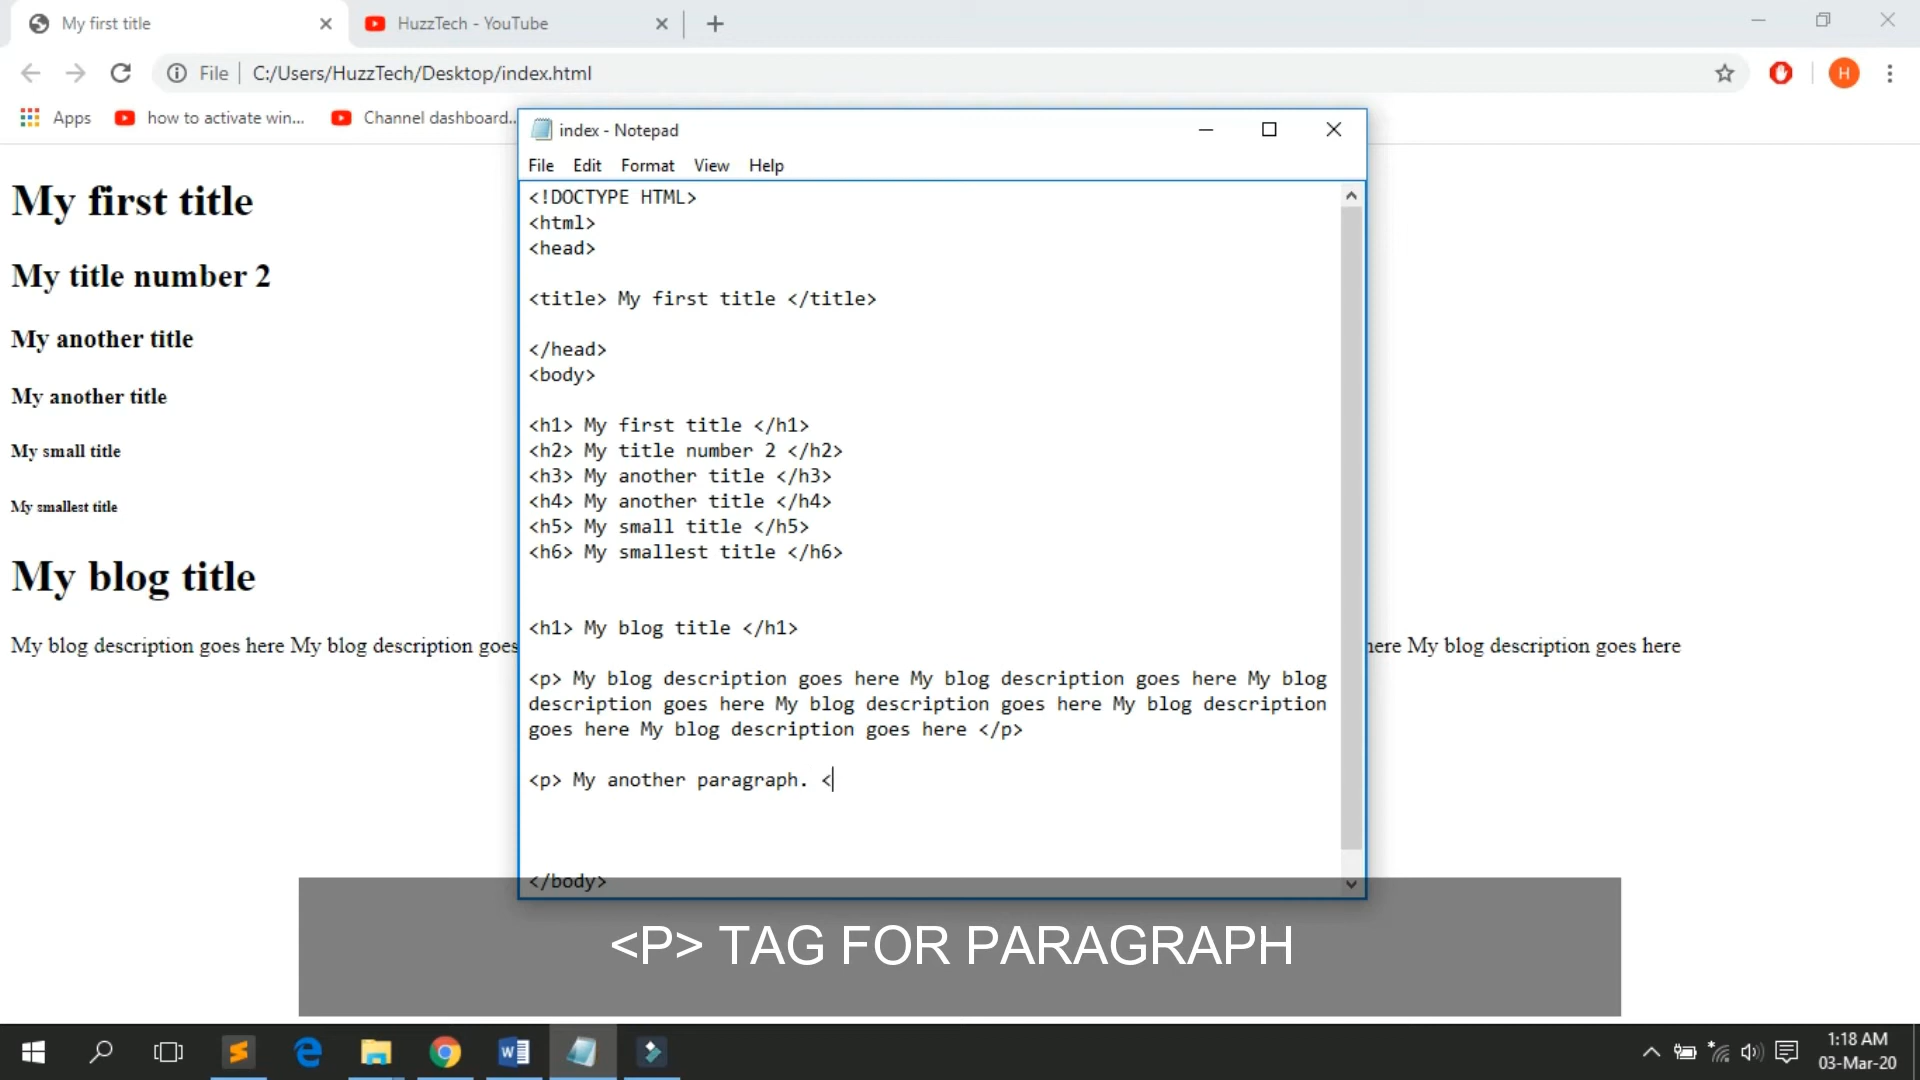 My first title
HuzzTech - YouTube
File
C:/Users/HuzzTech/Desktop/index.html
H
Apps
how to activate win...
Channel dashboard...
My first title
My title number 2
My another title
My another title
My small title
My smallest title
My blog title
My blog description goes here My blog description goes
here My blog description goes here
index - Notepad
File Edit Format View Help
<!DOCTYPE HTML>
<html>
<head>
<title> My first title </title>
</head>
<body>
<h1> My first title </h1>
<h2> My title number 2 </h2>
<h3> My another title </h3>
<h4> My another title </h4>
<h5> My small title </h5>
<h6> My smallest title </h6>
<h1> My blog title </h1>
<p> My blog description goes here My blog description goes here My blog
description goes here My blog description goes here My blog description
goes here My blog description goes here </p>
<p> My another paragraph. <
</body>
<P> TAG FOR PARAGRAPH
1:18 AM
03-Mar-20